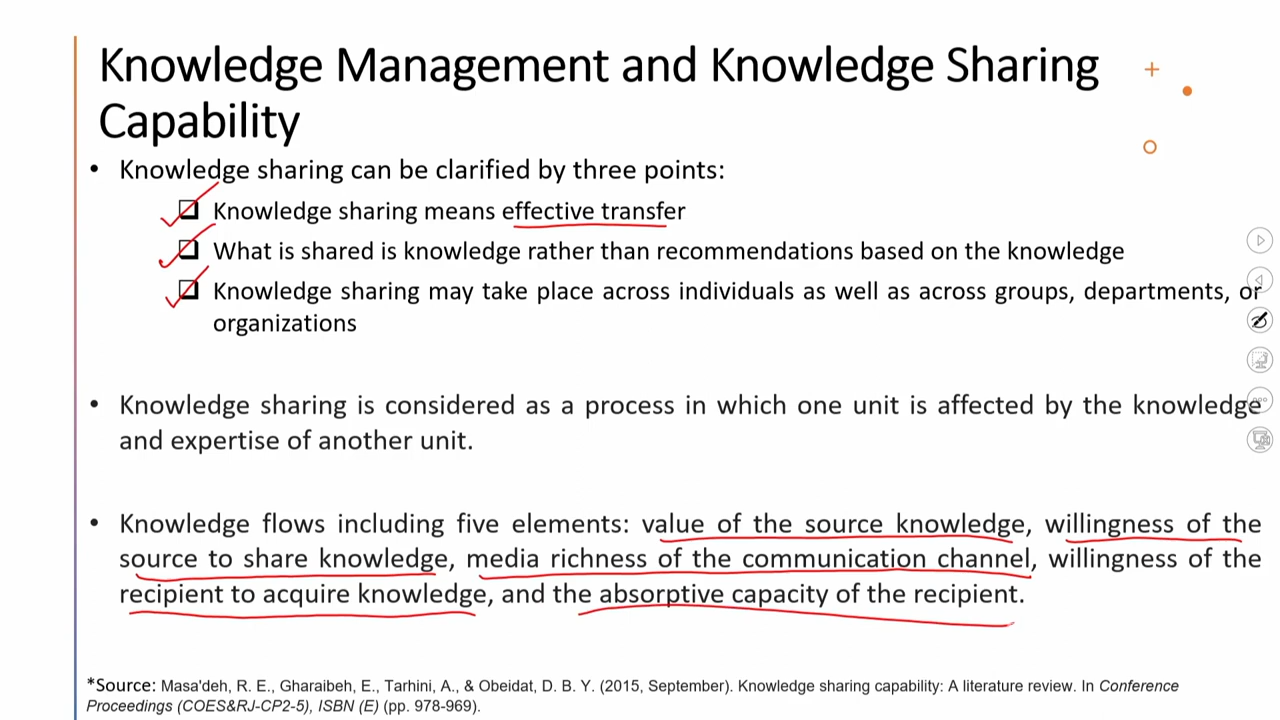 Knowledge Management and Knowledge Sharing
Capability
• Knowledge sharing can be clarified by three points:
❑ Knowledge sharing means effective transfer
❑ What is shared is knowledge rather than recommendations based on the knowledge
❑ Knowledge sharing may take place across individuals as well as across groups, departments, or
organizations
• Knowledge sharing is considered as a process in which one unit is affected by the knowledge
and expertise of another unit.
• Knowledge flows including five elements: value of the source knowledge, willingness of the
source to share knowledge, media richness of the communication channel, willingness of the
recipient to acquire knowledge, and the absorptive capacity of the recipient.
*Source: Masa'deh, R. E., Gharaibeh, E., Tarhini, A., & Obeidat, D. B. Y. (2015, September). Knowledge sharing capability: A literature review. In Conference
Proceedings (COES&RJ-CP2-5), ISBN (E) (pp. 978-969).